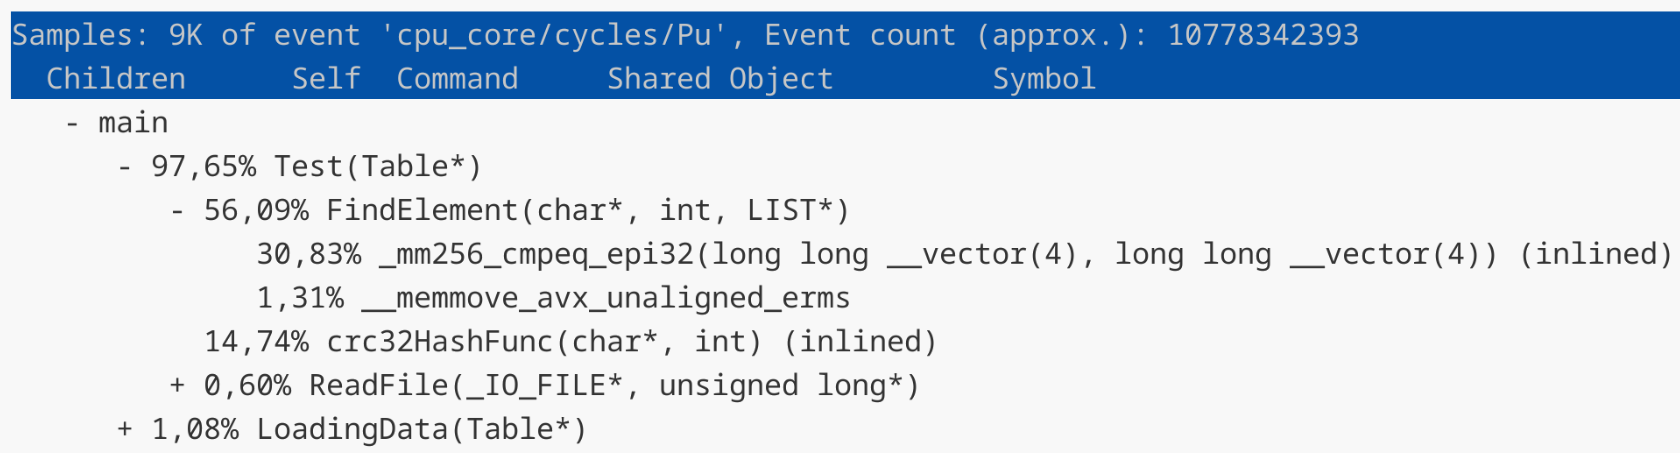 Samples: 9K of event 'cpu_core/cycles/Pu', Event count (approx.): 10778342393
Children Self Command Shared Object Symbol
- main
- 97,65% Test(Table*)
- 56,09% FindElement(char*, int, LIST*)
30,83% _mm256_cmpeq_epi32(long long __vector(4), long long __vector(4)) (inlined)
1,31% __memmove_avx_unaligned_erms
14,74% crc32HashFunc(char*, int) (inlined)
+ 0,60% ReadFile(_IO_FILE*, unsigned long*)
+ 1,08% LoadingData(Table*)